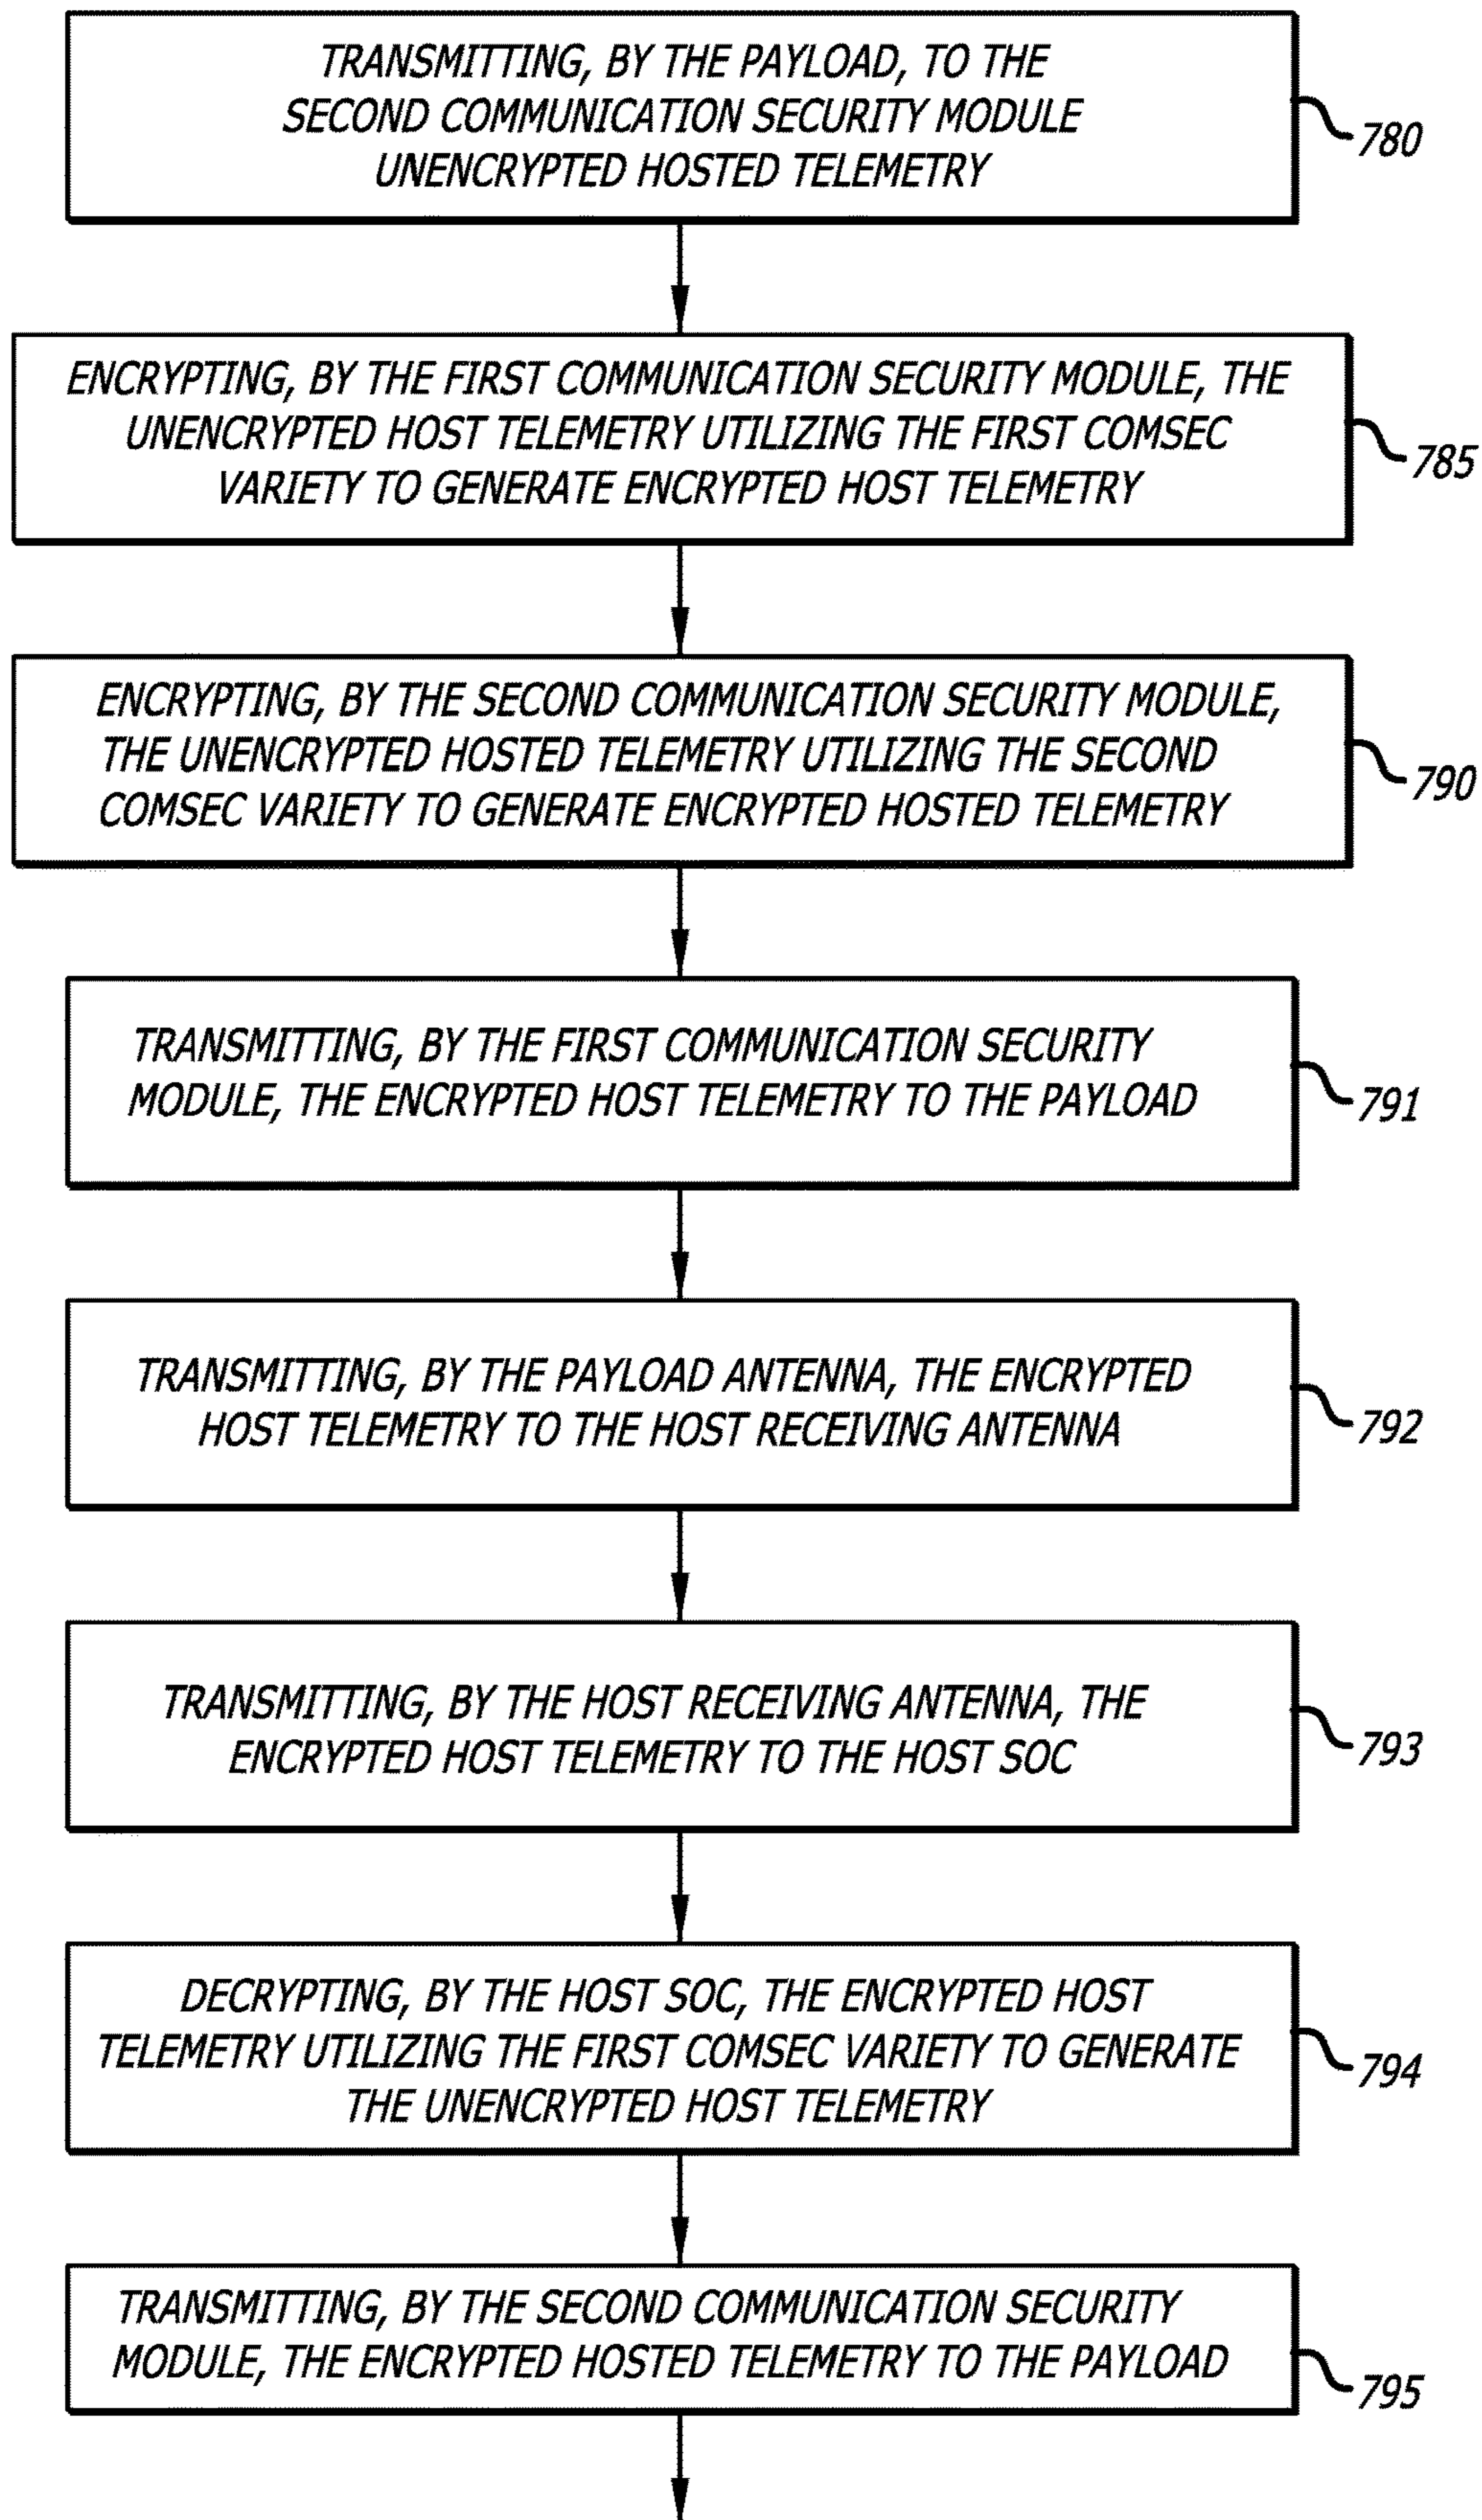 TRANSMITTING, BY THE PAYLOAD, TO THE
SECOND COMMUNICATION SECURITY MODULE
UNENCRYPTED HOSTED TELEMETRY
780
ENCRYPTING, BY THE FIRST COMMUNICATION SECURITY MODULE, THE
UNENCRYPTED HOST TELEMETRY UTILIZING THE FIRST COMSEC
VARIETY TO GENERATE ENCRYPTED HOST TELEMETRY
785
ENCRYPTING, BY THE SECOND COMMUNICATION SECURITY MODULE,
THE UNENCRYPTED HOSTED TELEMETRY UTILIZING THE SECOND
COMSEC VARIETY TO GENERATE ENCRYPTED HOSTED TELEMETRY
790
TRANSMITTING, BY THE FIRST COMMUNICATION SECURITY
MODULE, THE ENCRYPTED HOST TELEMETRY TO THE PAYLOAD
791
TRANSMITTING, BY THE PAYLOAD ANTENNA, THE ENCRYPTED
HOST TELEMETRY TO THE HOST RECEIVING ANTENNA
792
TRANSMITTING, BY THE HOST RECEIVING ANTENNA, THE
ENCRYPTED HOST TELEMETRY TO THE HOST SOC
793
DECRYPTING, BY THE HOST SOC, THE ENCRYPTED HOST
TELEMETRY UTILIZING THE FIRST COMSEC VARIETY TO GENERATE
THE UNENCRYPTED HOST TELEMETRY
794
TRANSMITTING, BY THE SECOND COMMUNICATION SECURITY
MODULE, THE ENCRYPTED HOSTED TELEMETRY TO THE PAYLOAD
795